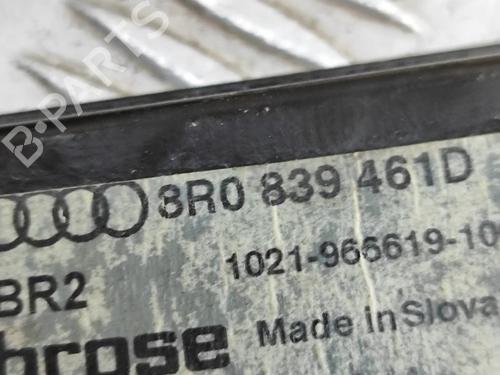 B-PARTS
8R0 839 461D
1021-966619-10
BR2
brose
Made in Slova